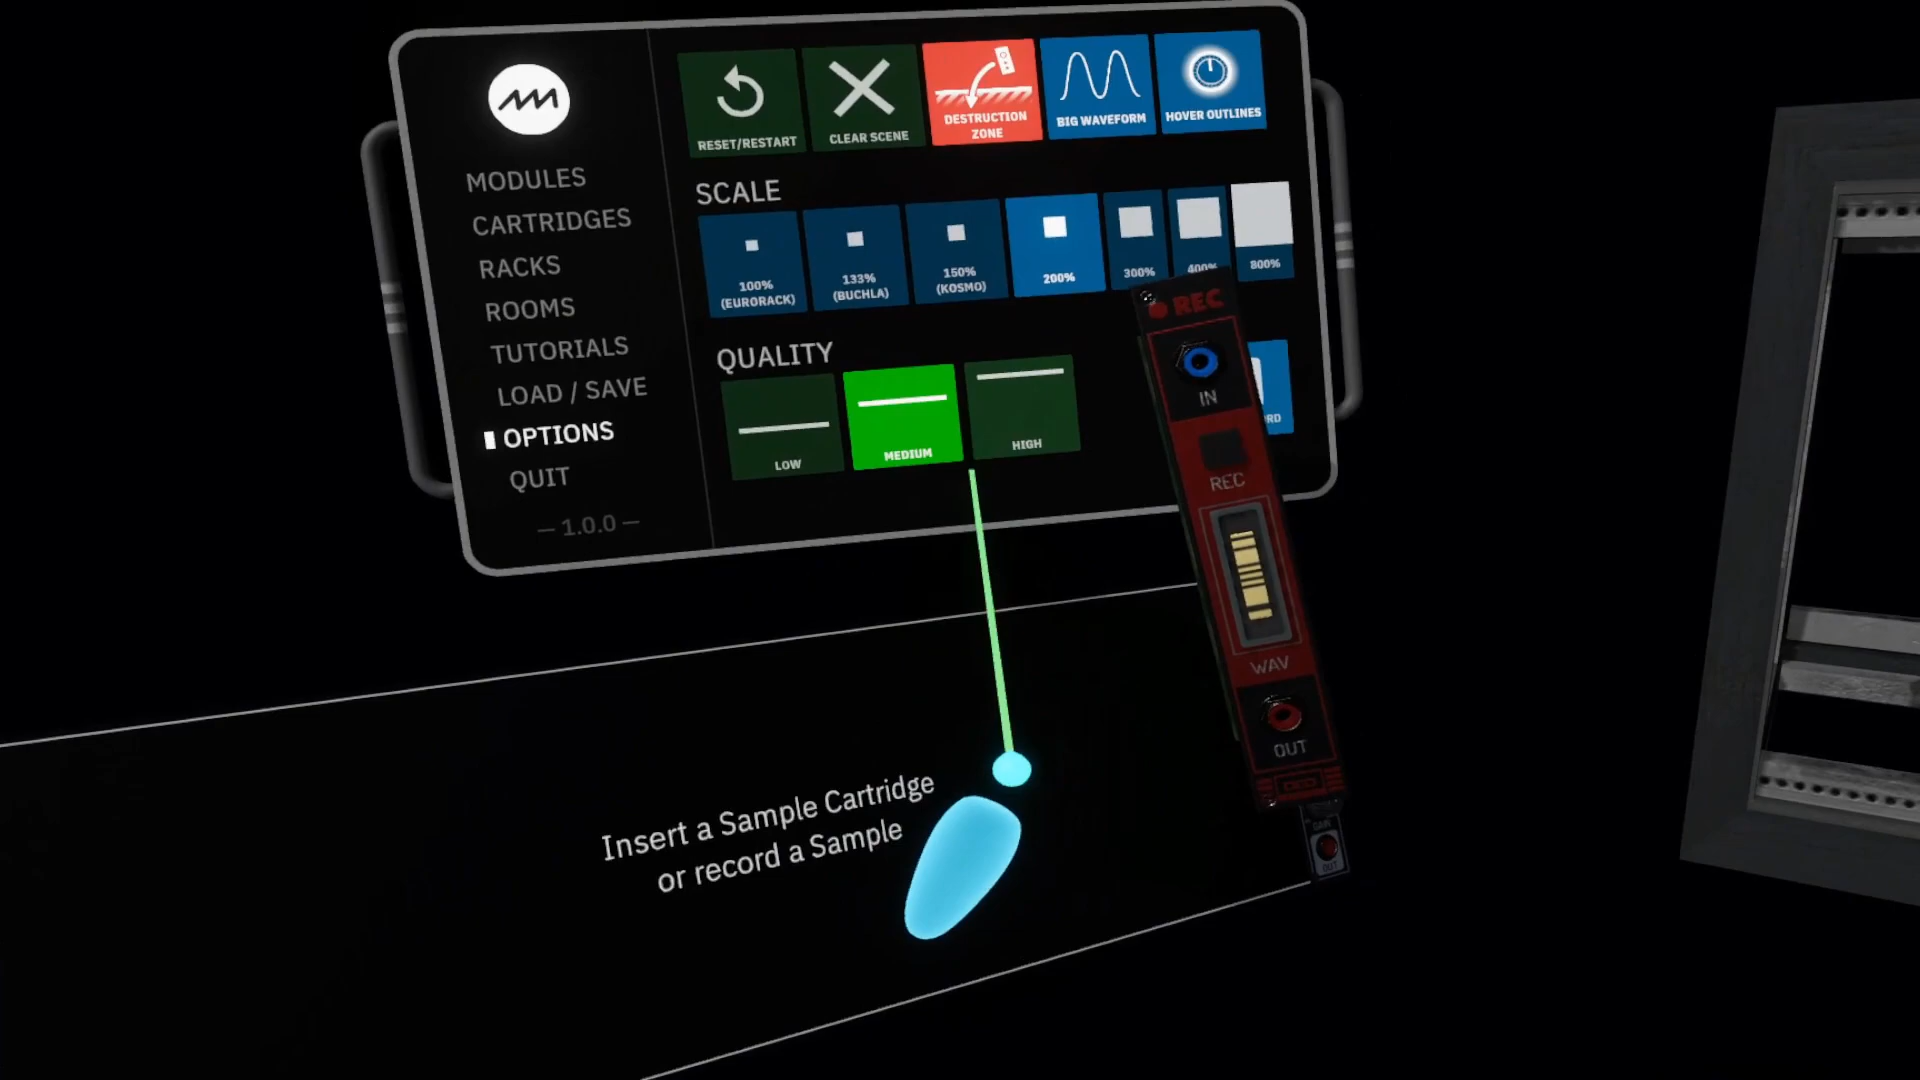 MODULES
CARTRIDGES
RACKS
ROOMS
TUTORIALS
LOAD / SAVE
OPTIONS
QUIT
— 1.0.0 —
RESET/RESTART
CLEAR SCENE
DESTRUCTION
ZONE
BIG WAVEFORM
HOVER OUTLINES
SCALE
100%
(EURORACK)
133%
(BUCHLA)
150%
(KOSMO)
200%
300%
400%
800%
QUALITY
LOW
MEDIUM
HIGH
REC
IN
REC
WAV
OUT
OUT
Insert a Sample Cartridge
or record a Sample